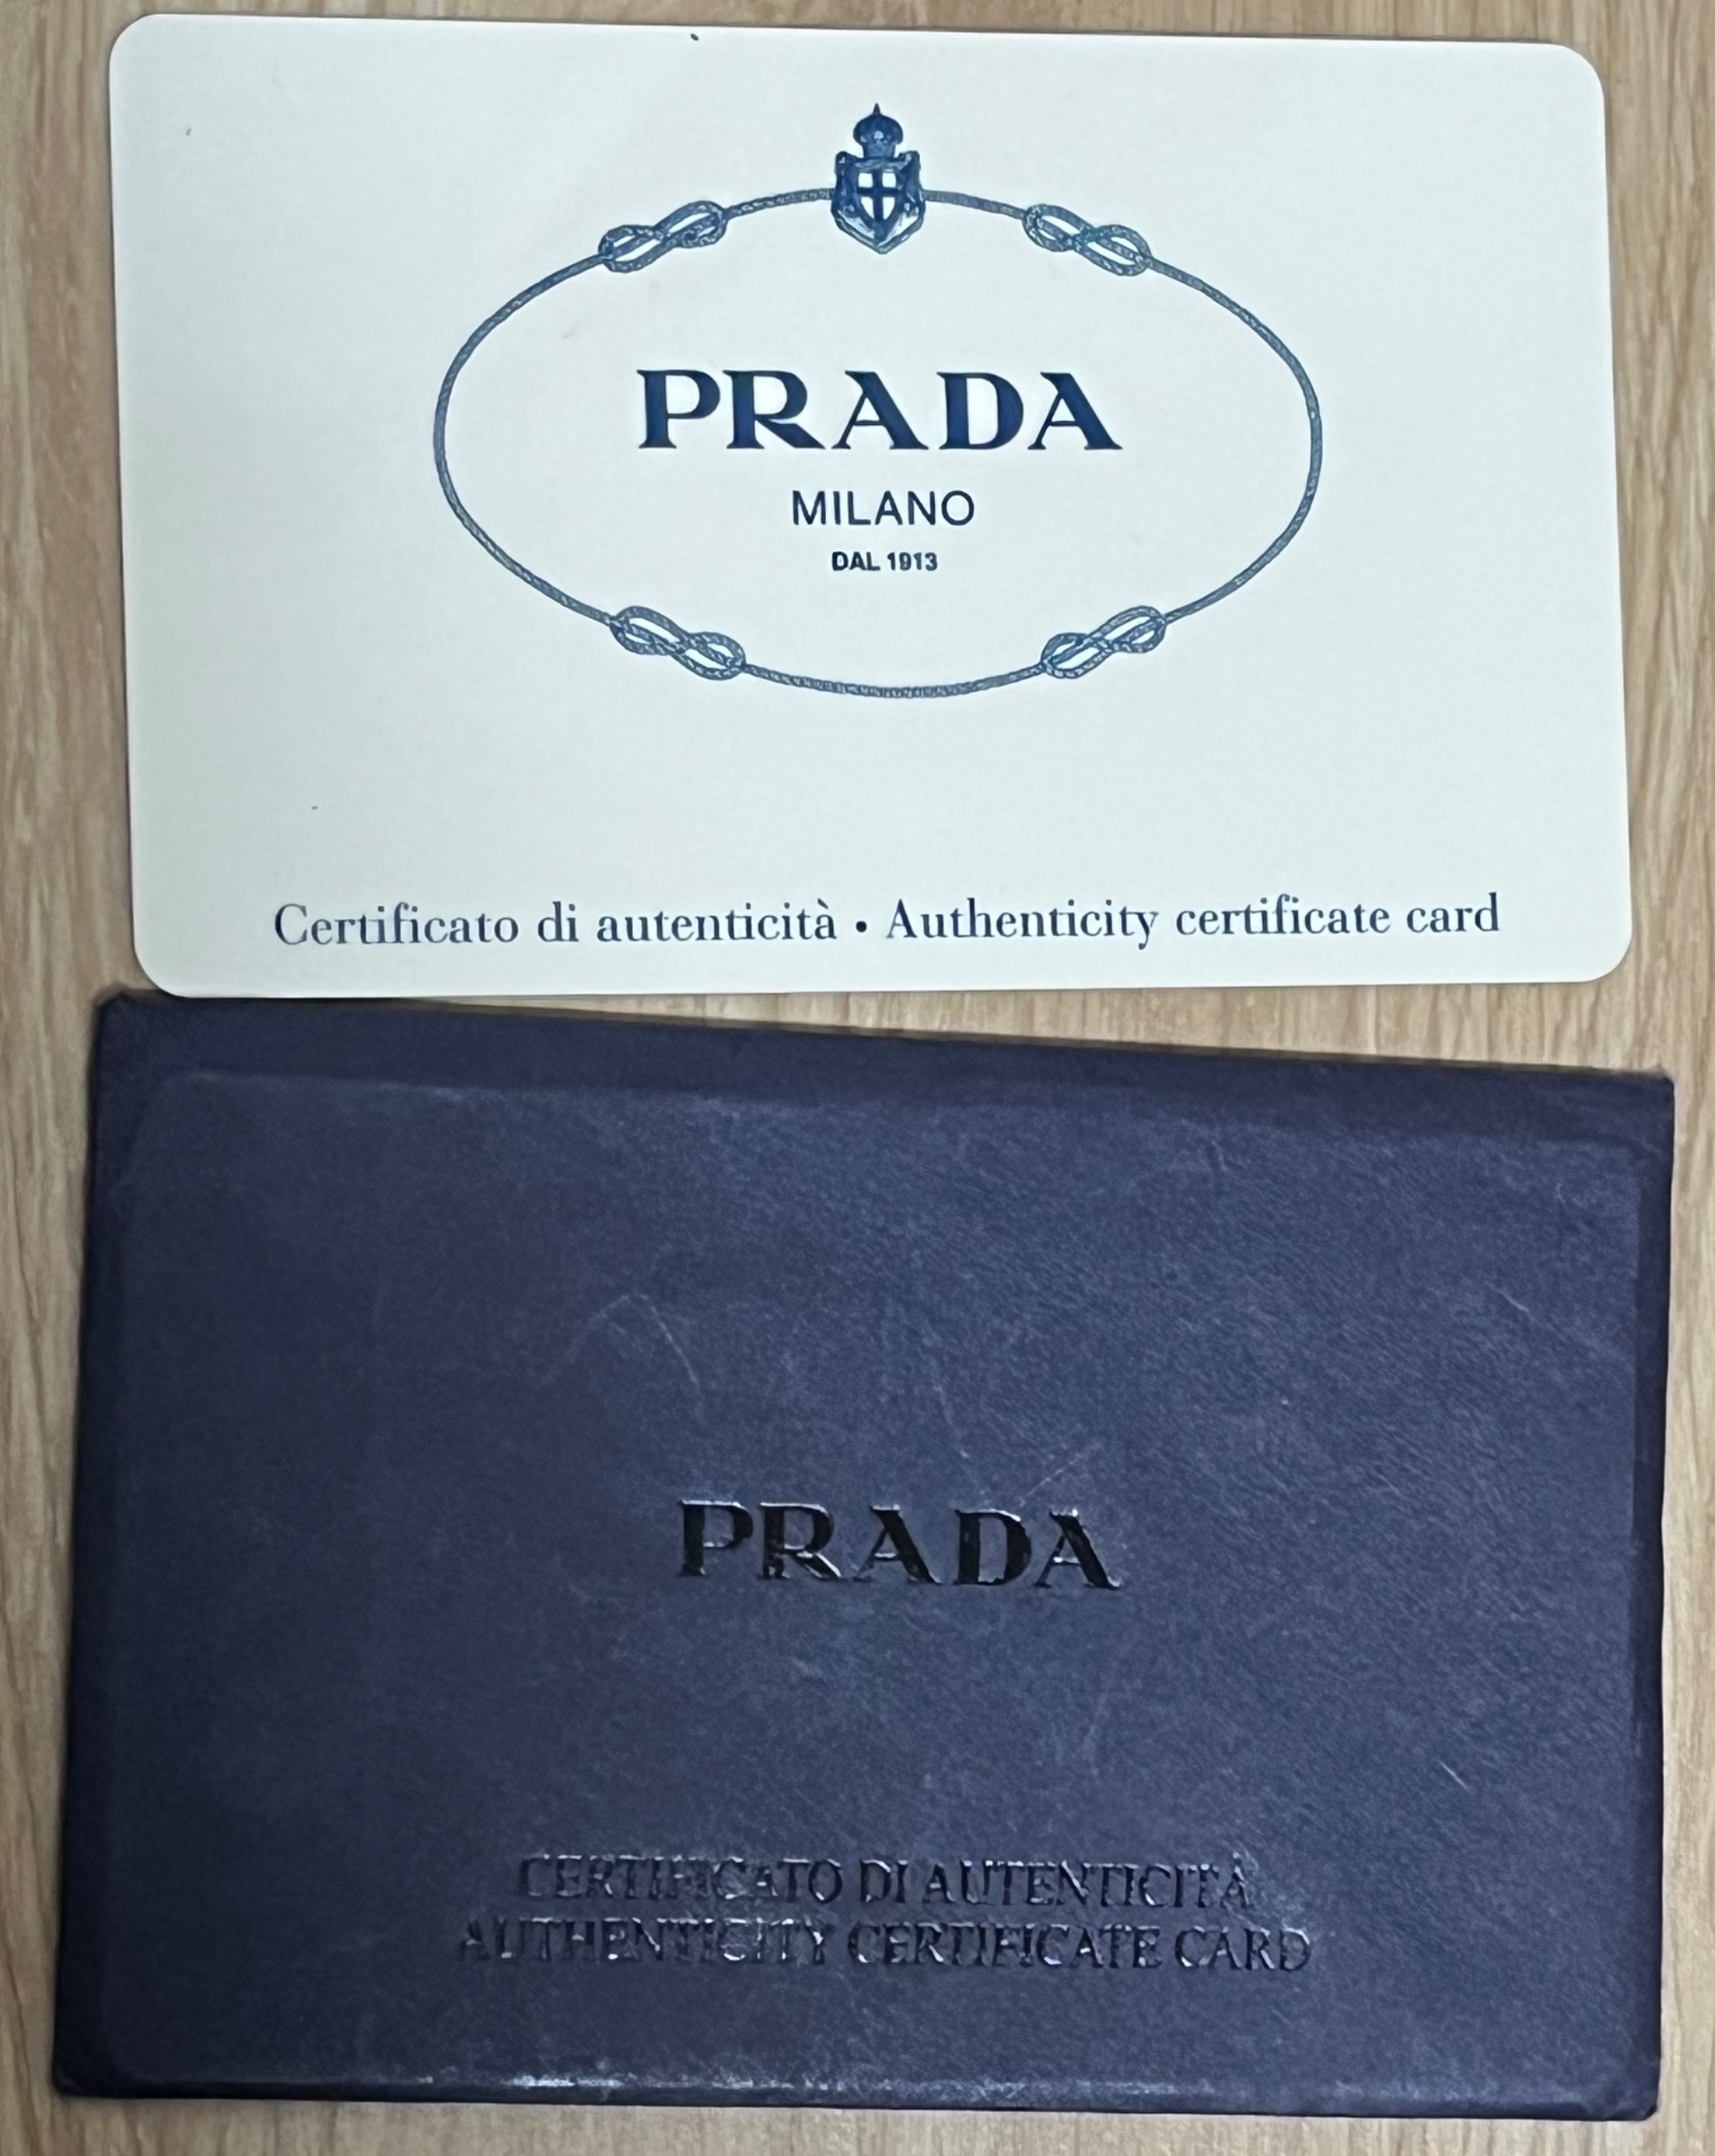 PRADA
MILANO
DAL 1913
Certificato di autenticità • Authenticity certificate card
PRADA
CERTIFICATO DI AUTENTICITÀ
AUTHENTICITY CERTIFICATE CARD